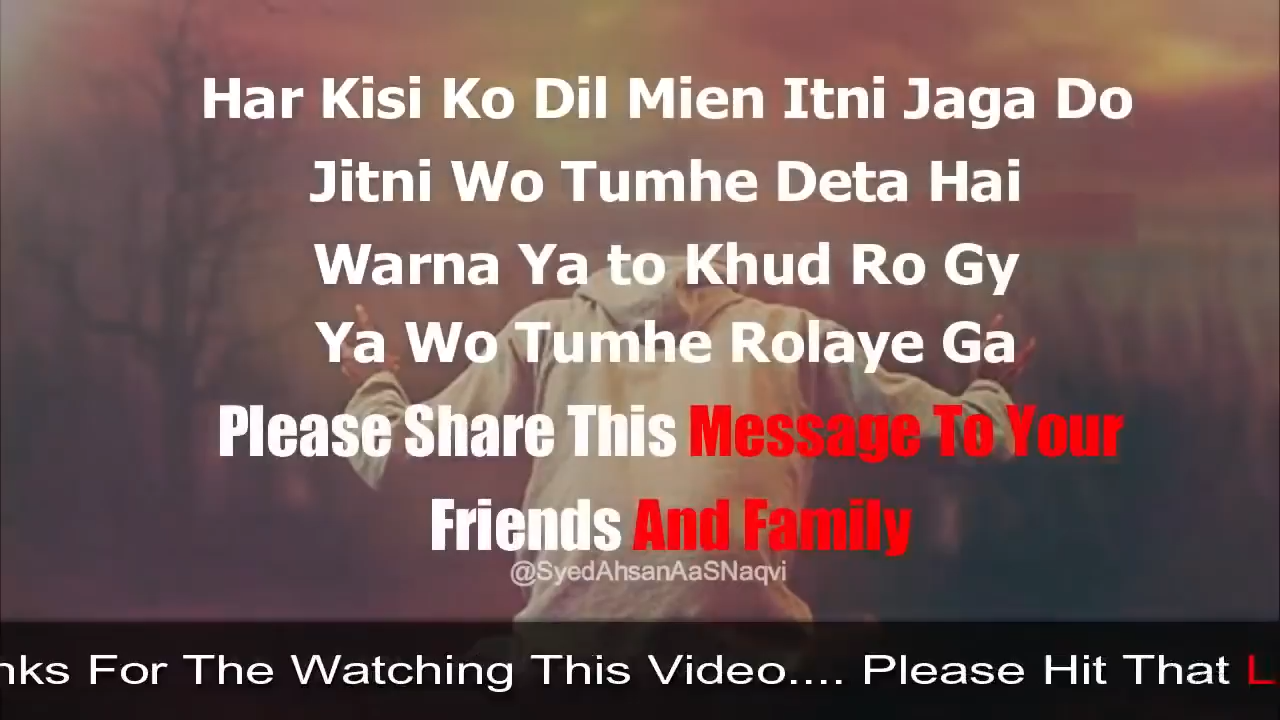 Har Kisi Ko Dil Mien Itni Jaga Do
Jitni Wo Tumhe Deta Hai
Warna Ya to Khud Ro Gy
Ya Wo Tumhe Rolaye Ga
Please Share This Message To Your
Friends And Family
@SyedAhsanAaSNaqvi
For The Watching This Video.... Please Hit That